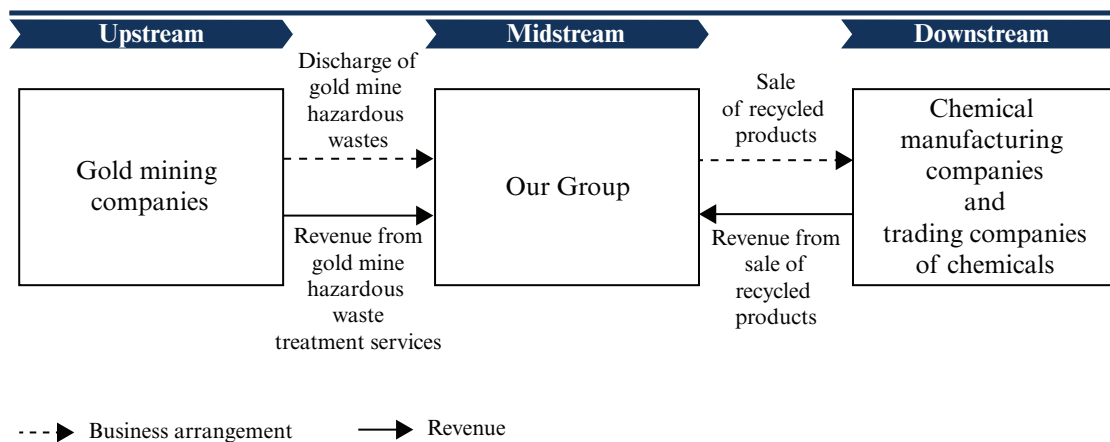 Upstream
Midstream
Downstream
Gold mining
companies
Discharge of
gold mine
hazardous
wastes
Revenue from
gold mine
hazardous
waste
treatment services
Our Group
Sale
of recycled
products
Revenue from
sale of
recycled
products
Chemical
manufacturing
companies
and
trading companies
of chemicals
Business arrangement
Revenue